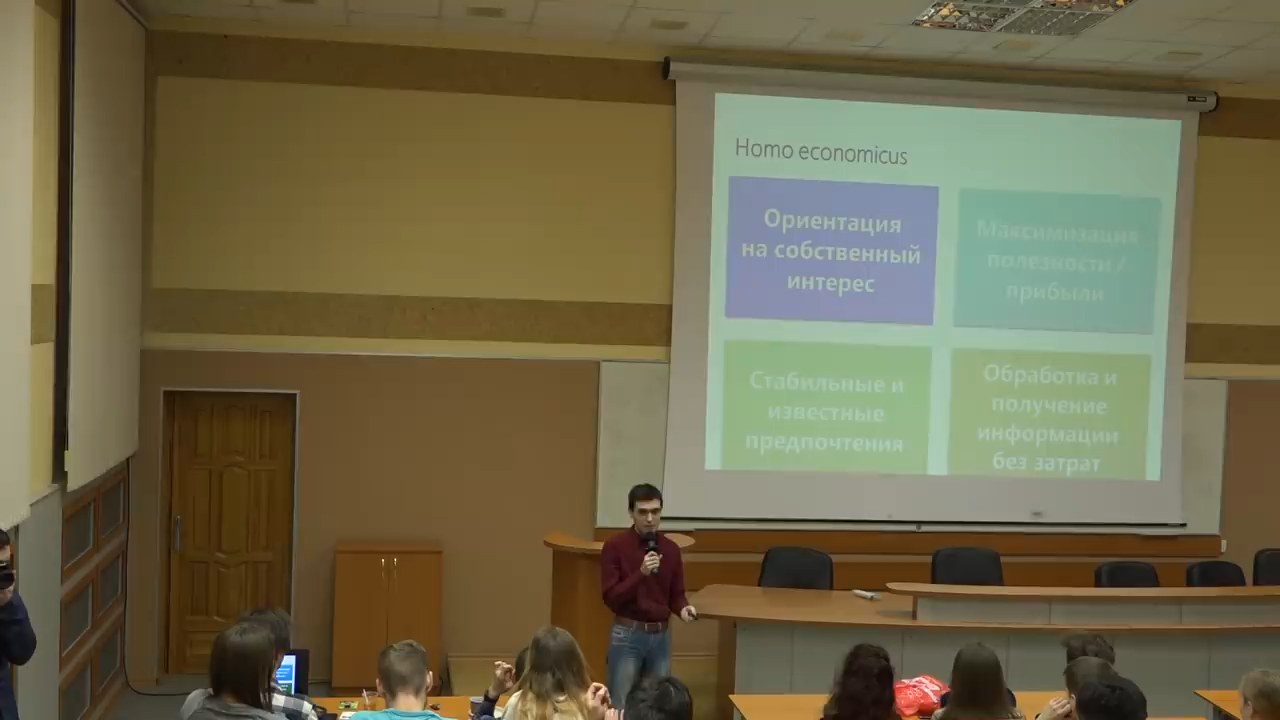 Homo economicus
Ориентация
на собственный
интерес
Максимизация
полезности /
прибыли
Стабильные и
известные
предпочтения
Обработка и
получение
информации
без затрат